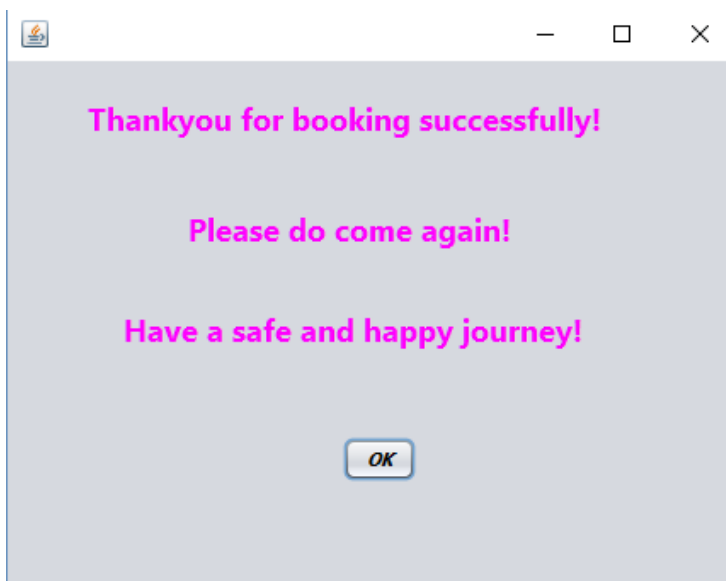 Thankyou for booking successfully!
Please do come again!
Have a safe and happy journey!
OK